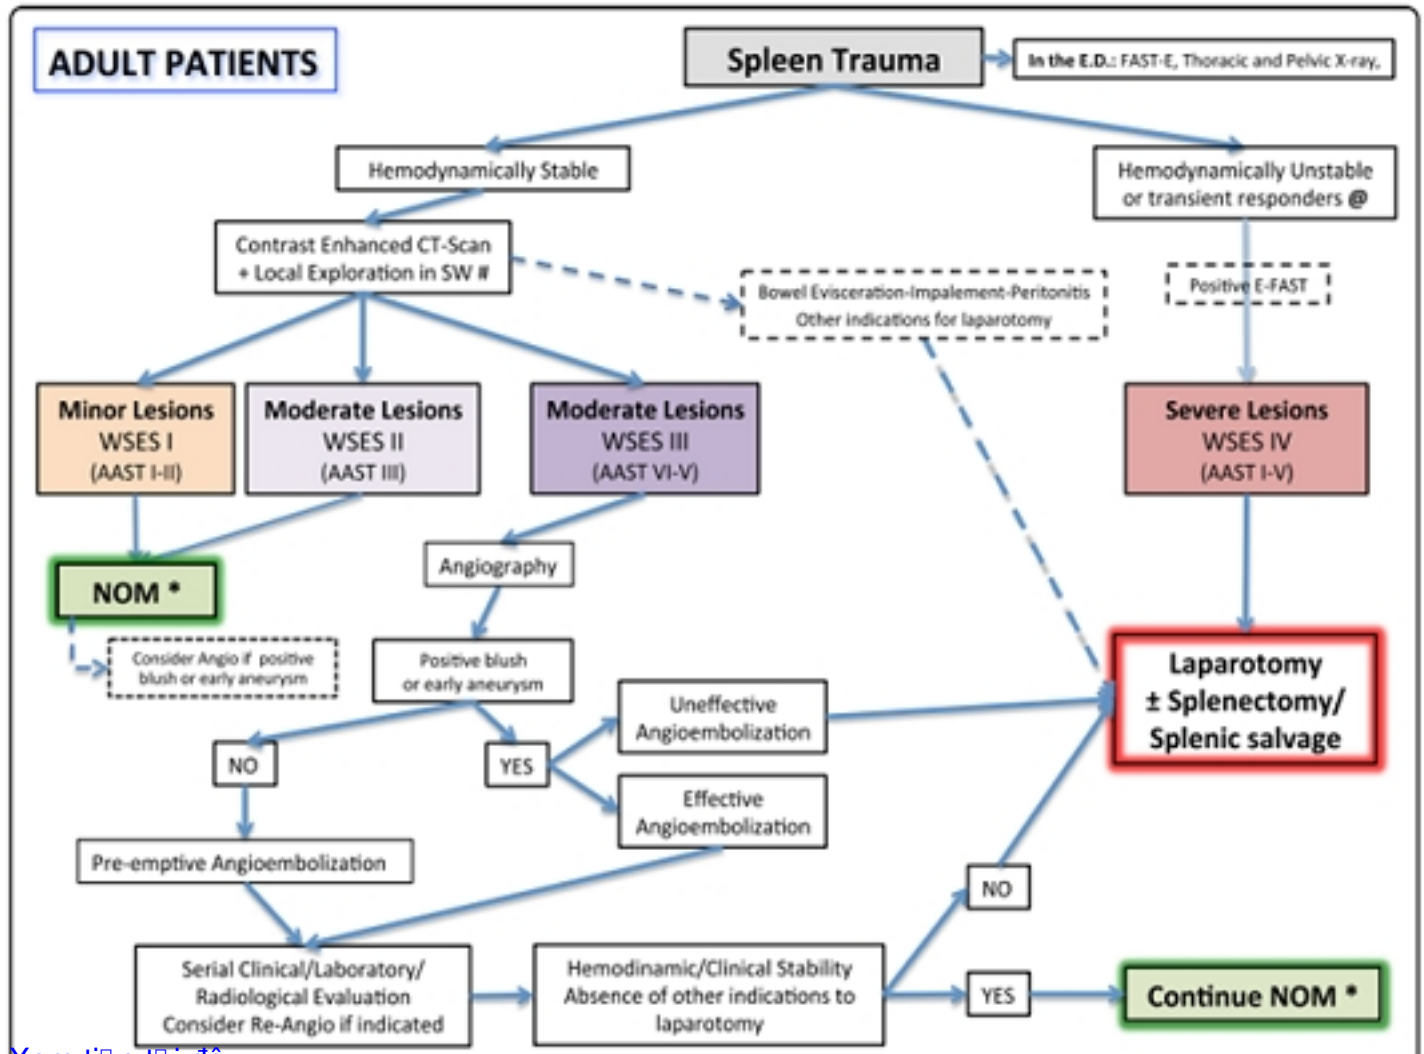 ADULT PATIENTS
Spleen Trauma
In the E.D.: FAST-E, Thoracic and Pelvic X-ray,
Hemodynamically Stable
Hemodynamically Unstable
or transient responders @
Contrast Enhanced CT-Scan
+ Local Exploration in SW #
Bowel Evisceration-Impalement-Peritonitis
Other indications for laparotomy
Positive E-FAST
Minor Lesions
WSES I
(AAST I-II)
Moderate Lesions
WSES II
(AAST III)
Moderate Lesions
WSES III
(AAST VI-V)
Severe Lesions
WSES IV
(AAST I-V)
NOM *
Angiography
Consider Angio if positive
blush or early aneurysm
Positive blush
or early aneurysm
Laparotomy
± Splenectomy/
Splenic salvage
Uneffective
Angioembolization
NO
YES
Effective
Angioembolization
Pre-emptive Angioembolization
NO
Serial Clinical/Laboratory/
Radiological Evaluation
Consider Re-Angio if indicated
Hemodinamic/Clinical Stability
Absence of other indications to
laparotomy
YES
Continue NOM *